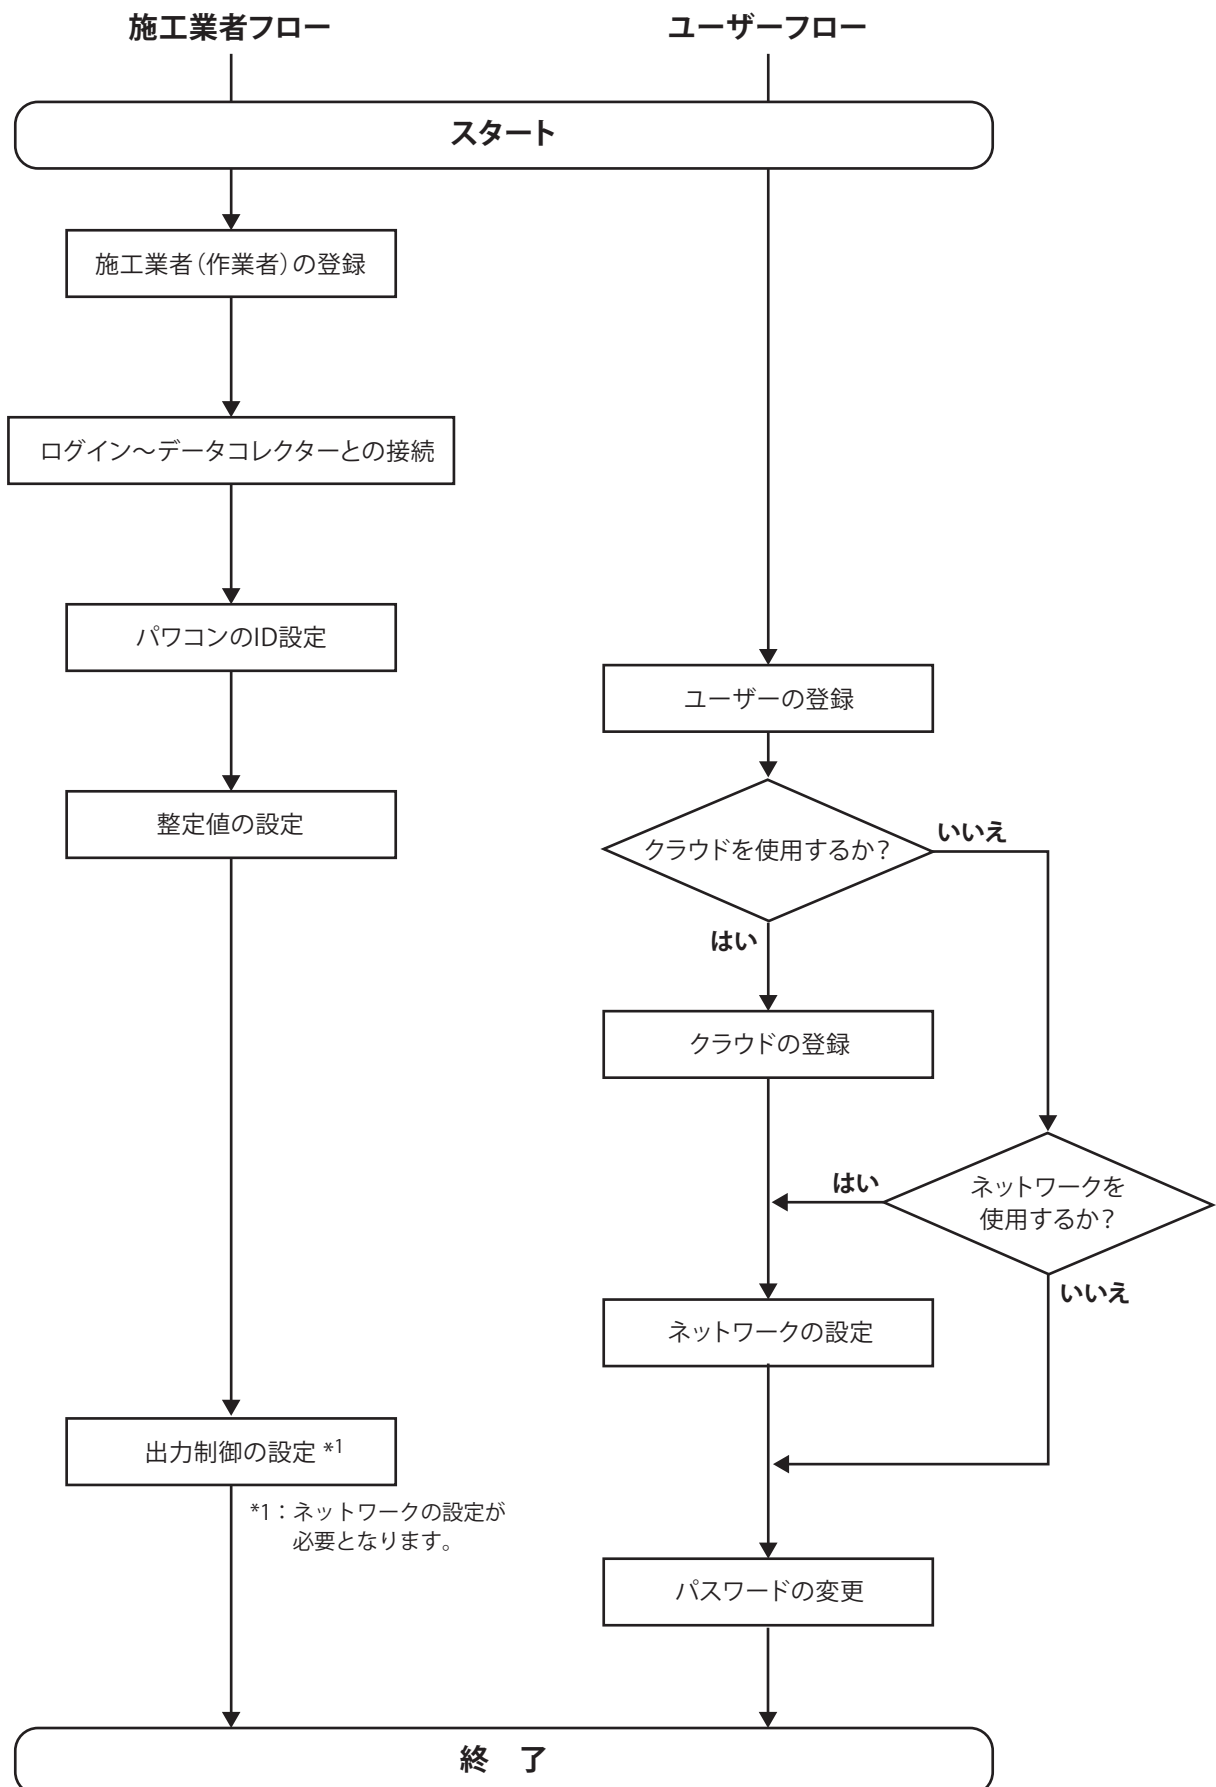 施工業者フロー
ユーザーフロー
スタート
施工業者（作業者）の登録
ログイン～データコレクターとの接続
パワコンのID設定
ユーザーの登録
整定値の設定
クラウドを使用するか？
いいえ
はい
クラウドの登録
はい
ネットワークを
使用するか？
いいえ
ネットワークの設定
出力制御の設定 *1
*1：ネットワークの設定が
必要となります。
パスワードの変更
終　了